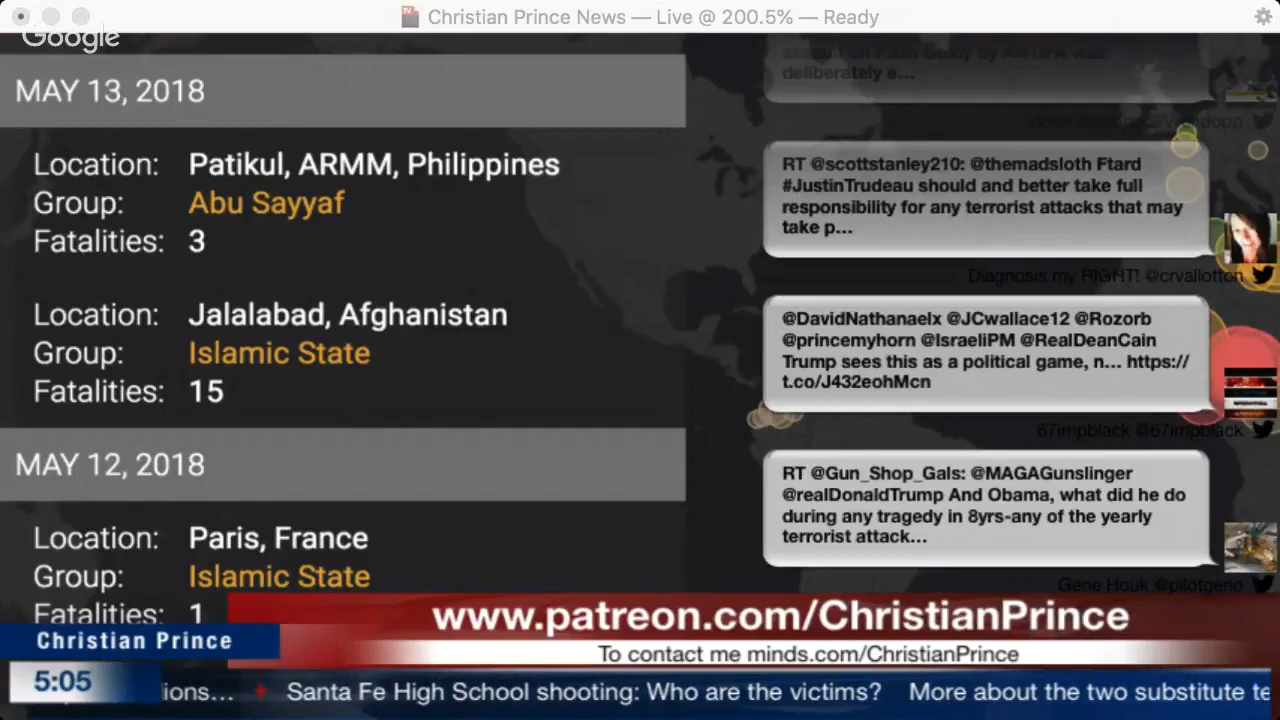 Christian Prince News — Live @ 200.5% — Ready
Google
MAY 13, 2018
Location: Patikul, ARMM, Philippines
Group: Abu Sayyaf
Fatalities: 3
Location: Jalalabad, Afghanistan
Group: Islamic State
Fatalities: 15
MAY 12, 2018
Location: Paris, France
Group: Islamic State
Fatalities: 1
deliberately e...
RT @scottstanley210: @themadsloth Ftard
#JustinTrudeau should and better take full
responsibility for any terrorist attacks that may
take p...
Diagnosis my RIGHT! @crvallotton
@DavidNathanaelx @JCwallace12 @Rozorb
@princemyhorn @IsraeliPM @RealDeanCain
Trump sees this as a political game, n... https://
t.co/J432eohMcn
67impblack @67impblack
RT @Gun_Shop_Gals: @MAGAGunslinger
@realDonaldTrump And Obama, what did he do
during any tragedy in 8yrs-any of the yearly
terrorist attack...
Gene Houk @pilotgeno
www.patreon.com/ChristianPrince
Christian Prince
To contact me minds.com/ChristianPrince
5:05
ions... Santa Fe High School shooting: Who are the victims? More about the two substitute te